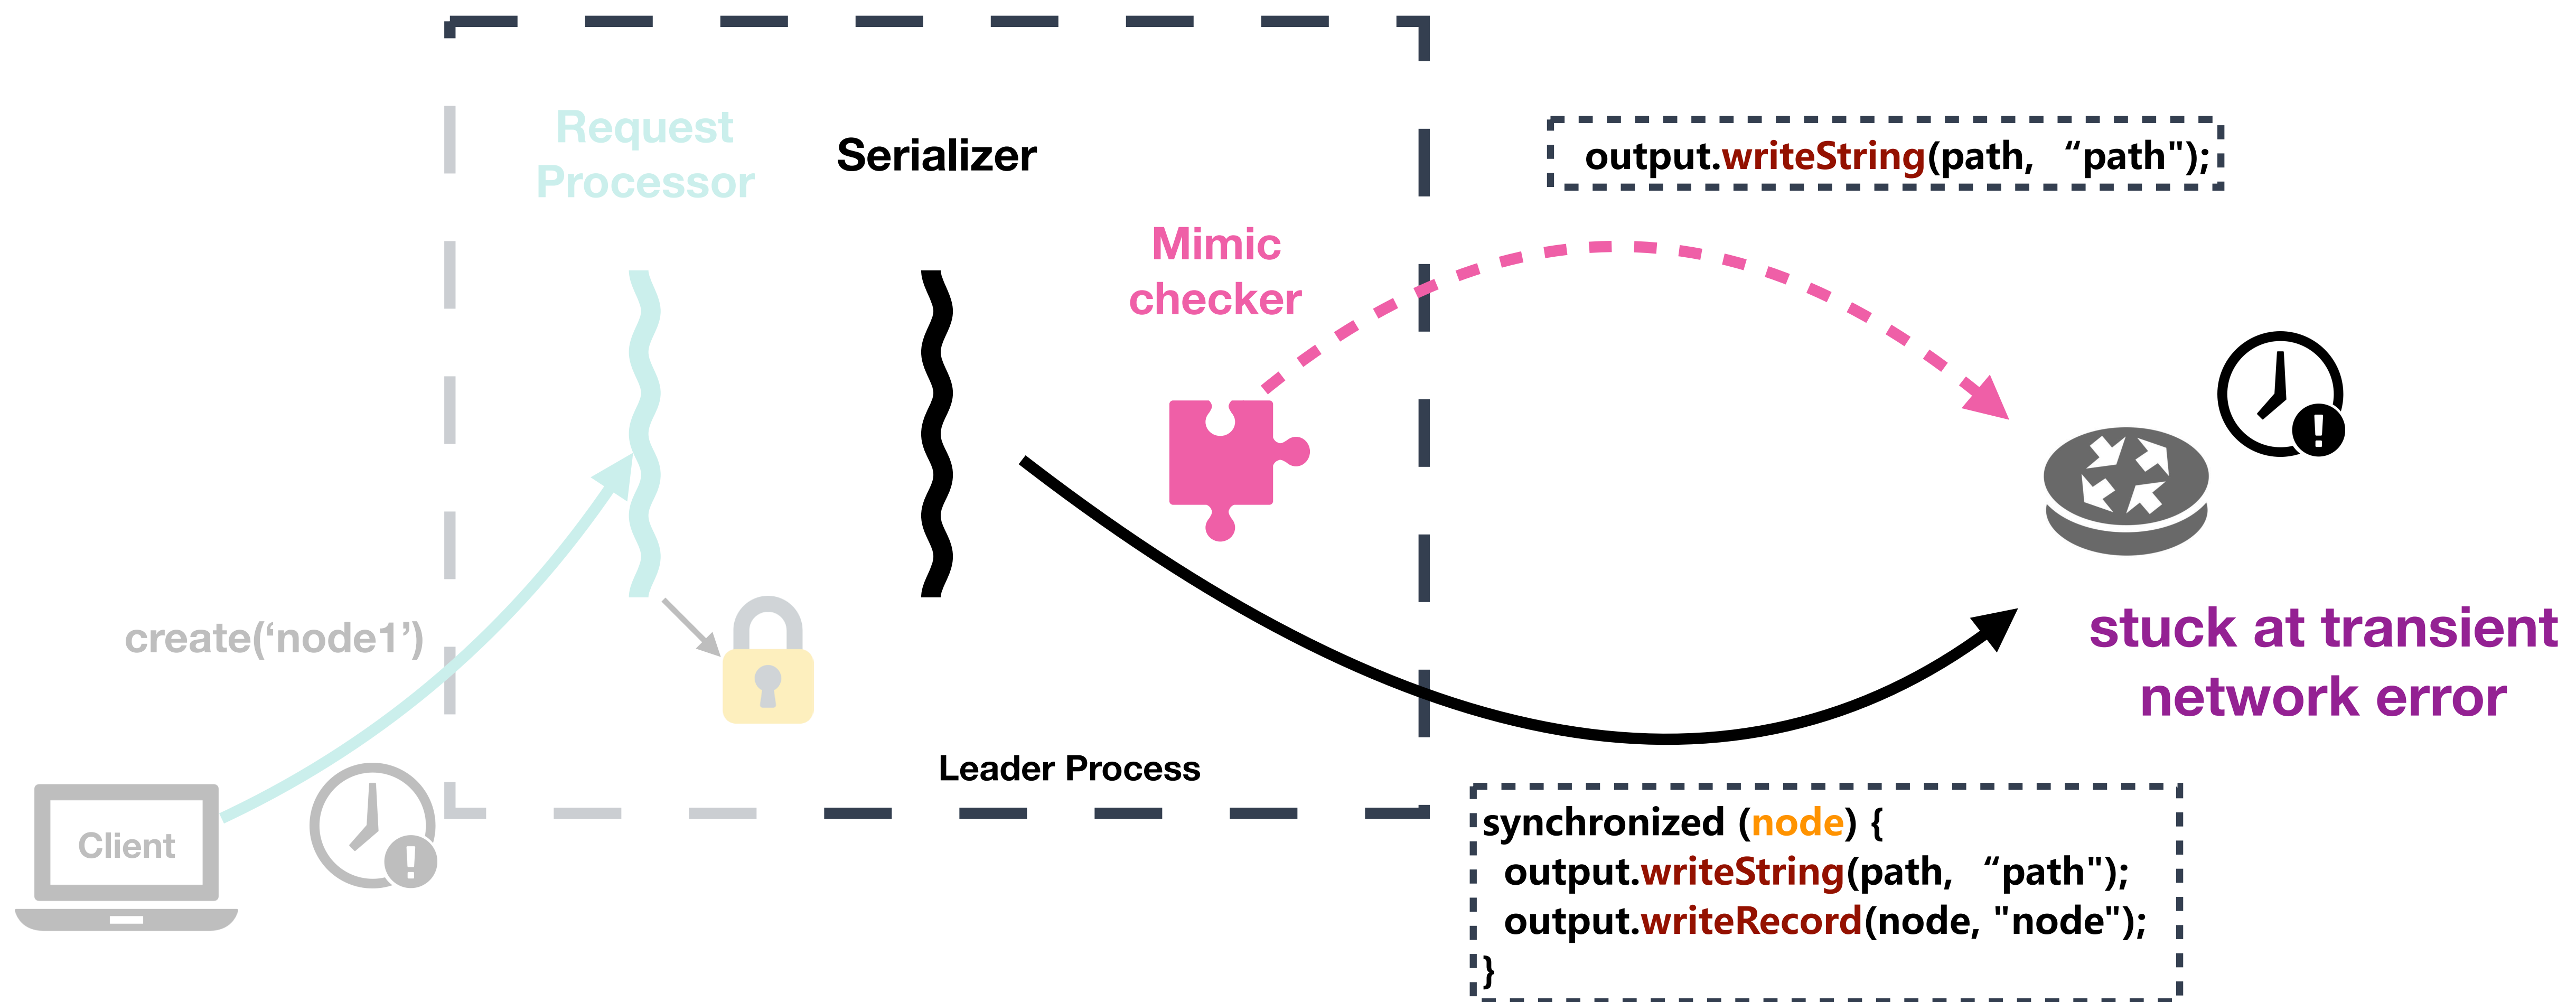 Request
Processor
Serializer
Mimic
checker
output.writeString(path, “path");
create(‘node1’)
Client
Leader Process
stuck at transient
network error
synchronized (node) {
output.writeString(path, “path");
output.writeRecord(node, "node");
}